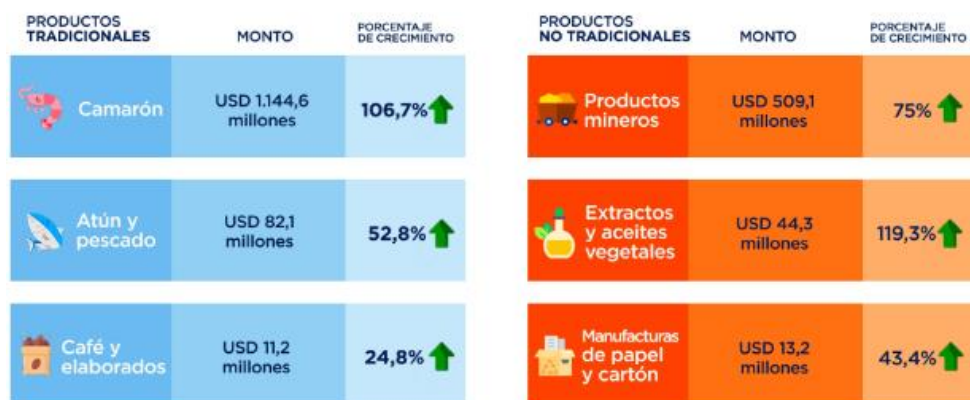 PRODUCTOS
TRADICIONALES
MONTO
PORCENTAJE
DE CRECIMIENTO
Camarón
USD 1.144,6
millones
106,7%
Atún y
pescado
USD 82,1
millones
52,8%
Café y
elaborados
USD 11,2
millones
24,8%
PRODUCTOS
NO TRADICIONALES
MONTO
PORCENTAJE
DE CRECIMIENTO
Productos
mineros
USD 509,1
millones
75%
Extractos
y aceites
vegetales
USD 44,3
millones
119,3%
Manufacturas
de papel
y cartón
USD 13,2
millones
43,4%